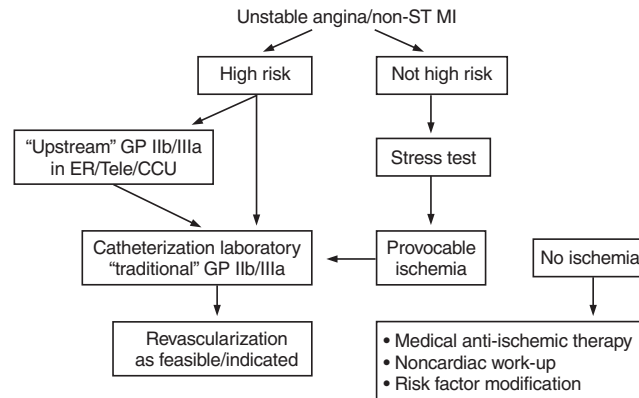 Unstable angina/non-ST MI
High risk
Not high risk
“Upstream” GP IIb/IIIa
in ER/Tele/CCU
Stress test
Catheterization laboratory
“traditional” GP IIb/IIIa
Provocable
ischemia
No ischemia
Revascularization
as feasible/indicated
• Medical anti-ischemic therapy
• Noncardiac work-up
• Risk factor modification